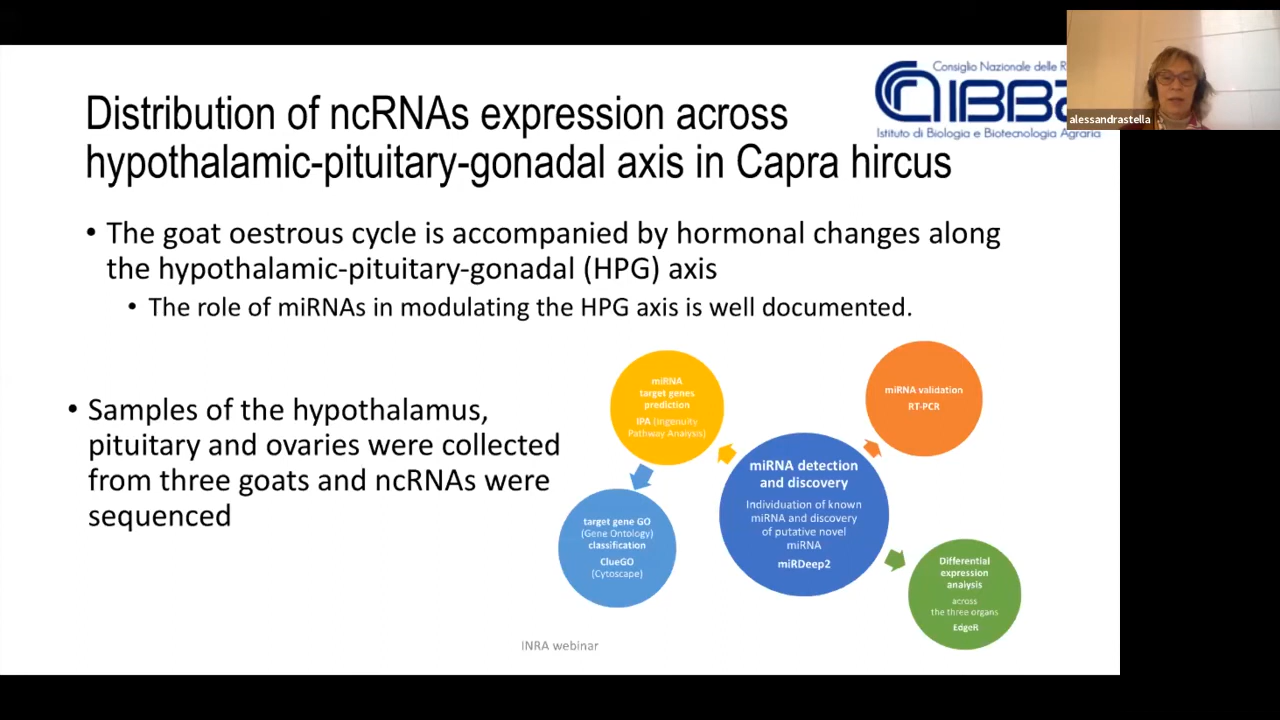 Consiglio Nazionale delle R
IBBA
Istituto di Biologia e Biotecnologia Agraria
alessandrastella
Distribution of ncRNAs expression across
hypothalamic-pituitary-gonadal axis in Capra hircus
• The goat oestrous cycle is accompanied by hormonal changes along
the hypothalamic-pituitary-gonadal (HPG) axis
• The role of miRNAs in modulating the HPG axis is well documented.
• Samples of the hypothalamus,
pituitary and ovaries were collected
from three goats and ncRNAs were
sequenced
miRNA
target genes
prediction
IPA (Ingenuity
Pathway Analysis)
miRNA validation
RT-PCR
miRNA detection
and discovery
Individuation of known
miRNA and discovery
of putative novel
miRNA
miRDeep2
target gene GO
(Gene Ontology)
classification
ClueGO
(Cytoscape)
Differential
expression
analysis
across
the three organs
EdgeR
INRA webinar